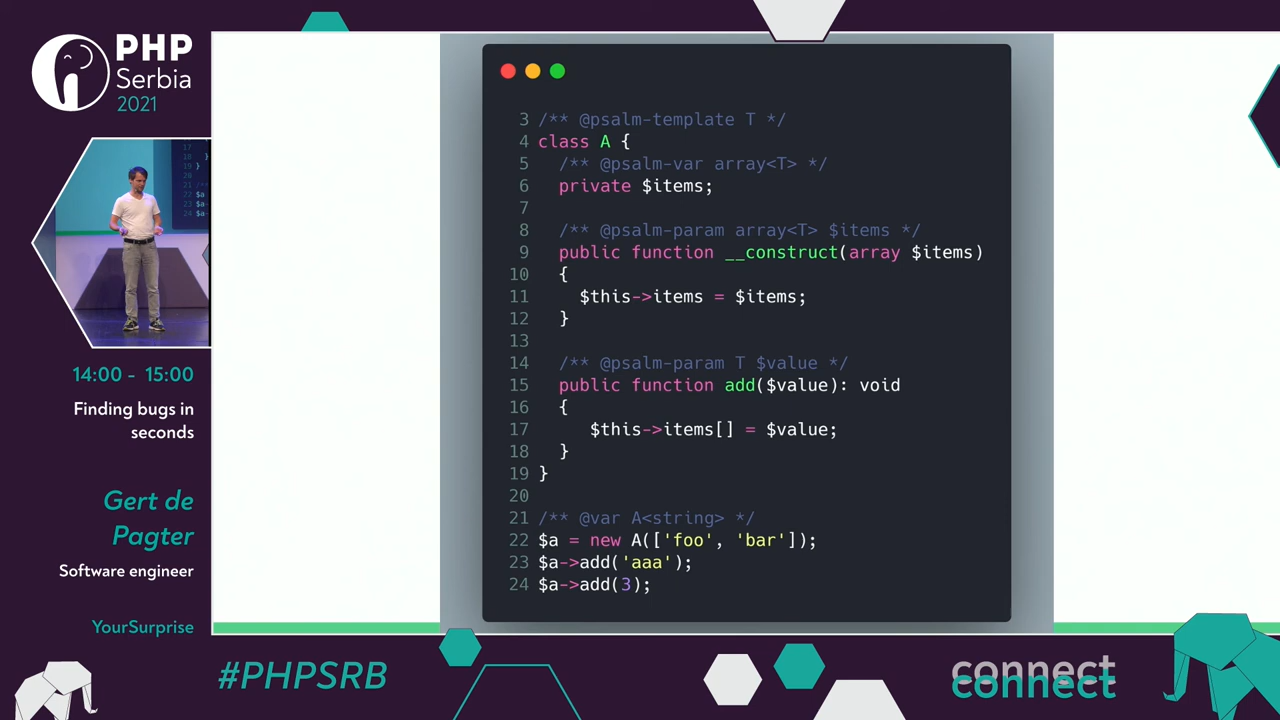 PHP
Serbia
2021
14:00 - 15:00
Finding bugs in
seconds
Gert de
Pagter
Software engineer
YourSurprise
3 /** @psalm-template T */
4 class A {
5 /** @psalm-var array<T> */
6 private $items;
7
8 /** @psalm-param array<T> $items */
9 public function __construct(array $items)
10 {
11 $this->items = $items;
12 }
13
14 /** @psalm-param T $value */
15 public function add($value): void
16 {
17 $this->items[] = $value;
18 }
19 }
20
21 /** @var A<string> */
22 $a = new A(['foo', 'bar']);
23 $a->add('aaa');
24 $a->add(3);
#PHPSRB
connect
connect